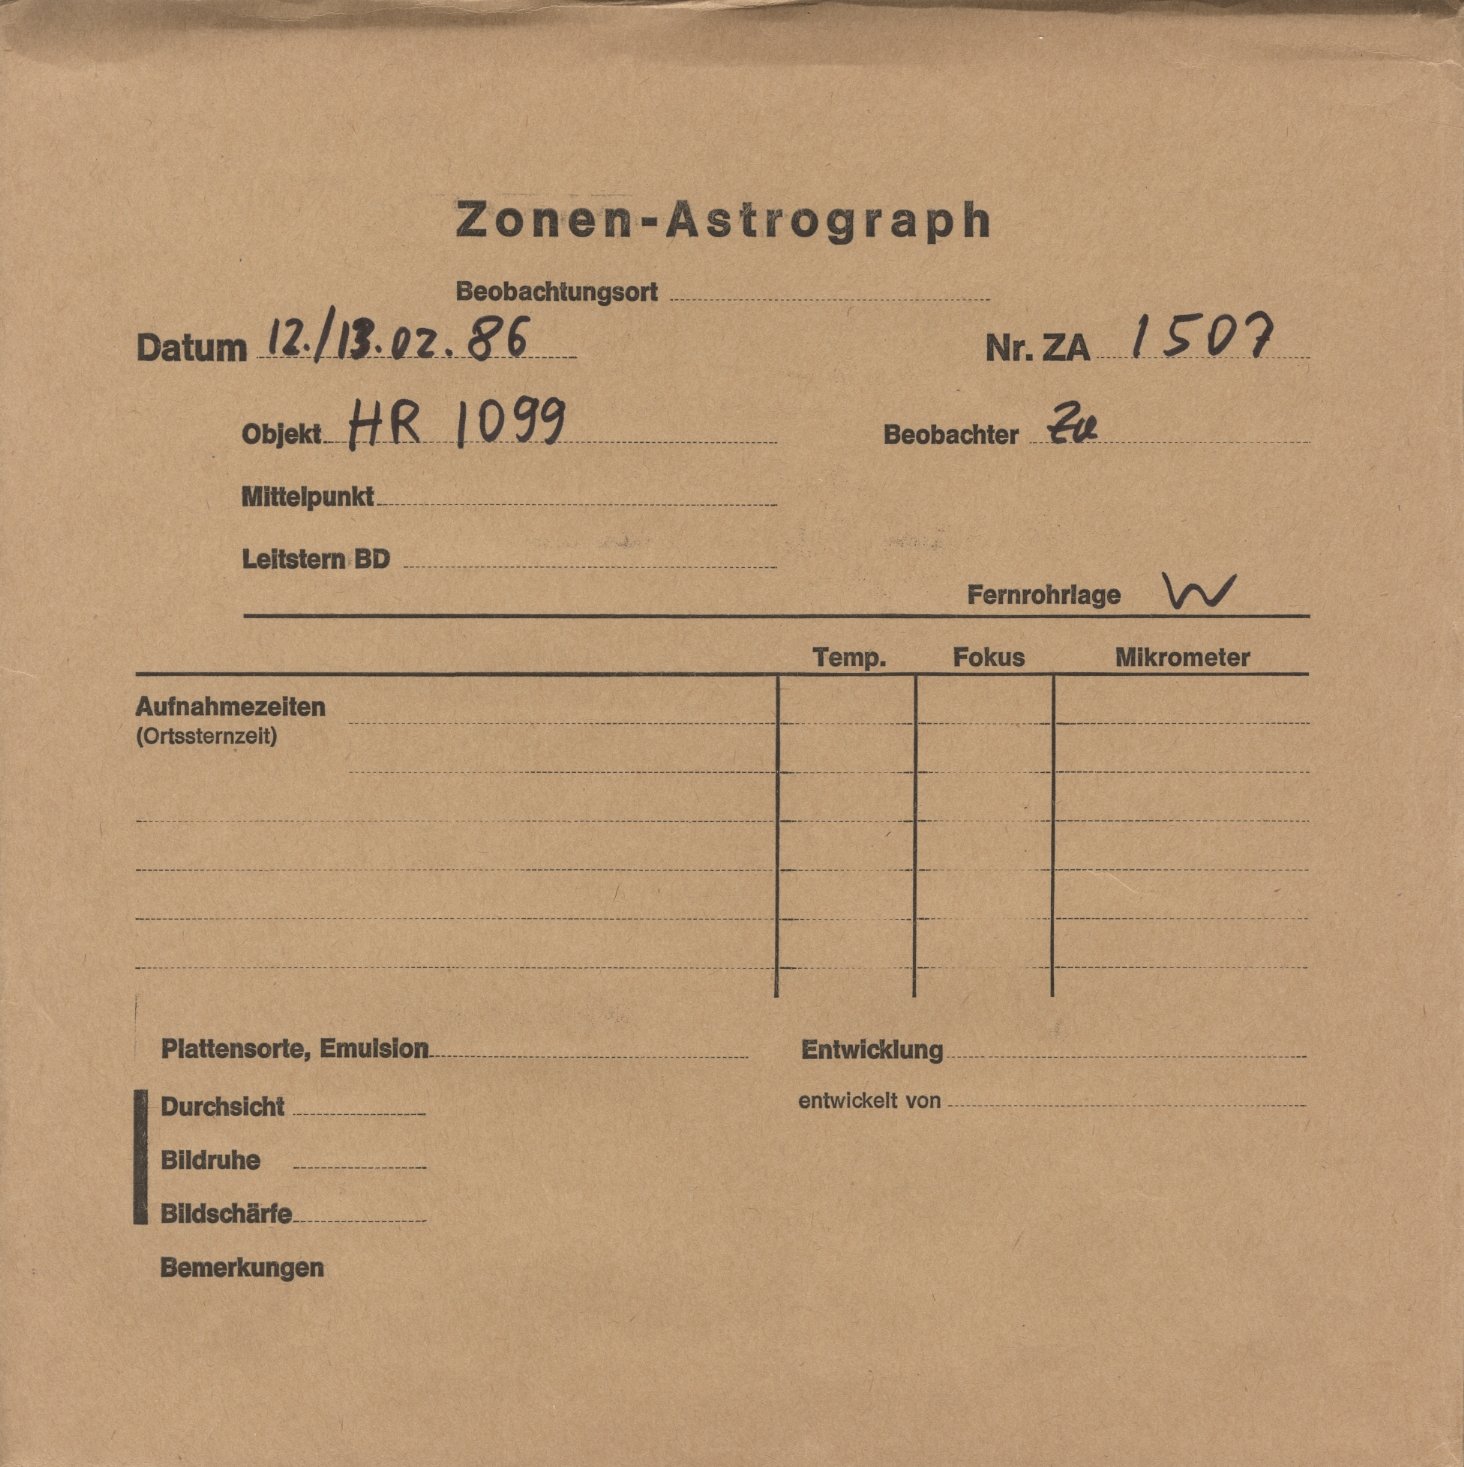 Zonen-Astrograph
Beobachtungsort
Datum 12./13.02.86 Nr. ZA 1507
Objekt HR 1099 Beobachter
Mittelpunkt
Leitstern BD
Fernrohrlage W
Temp. Fokus Mikrometer
Aufnahmezeiten
(Ortssternzeit)
Plattensorte, Emulsion Entwicklung
Durchsicht entwickelt von
Bildruhe
Bildschärfe
Bemerkungen